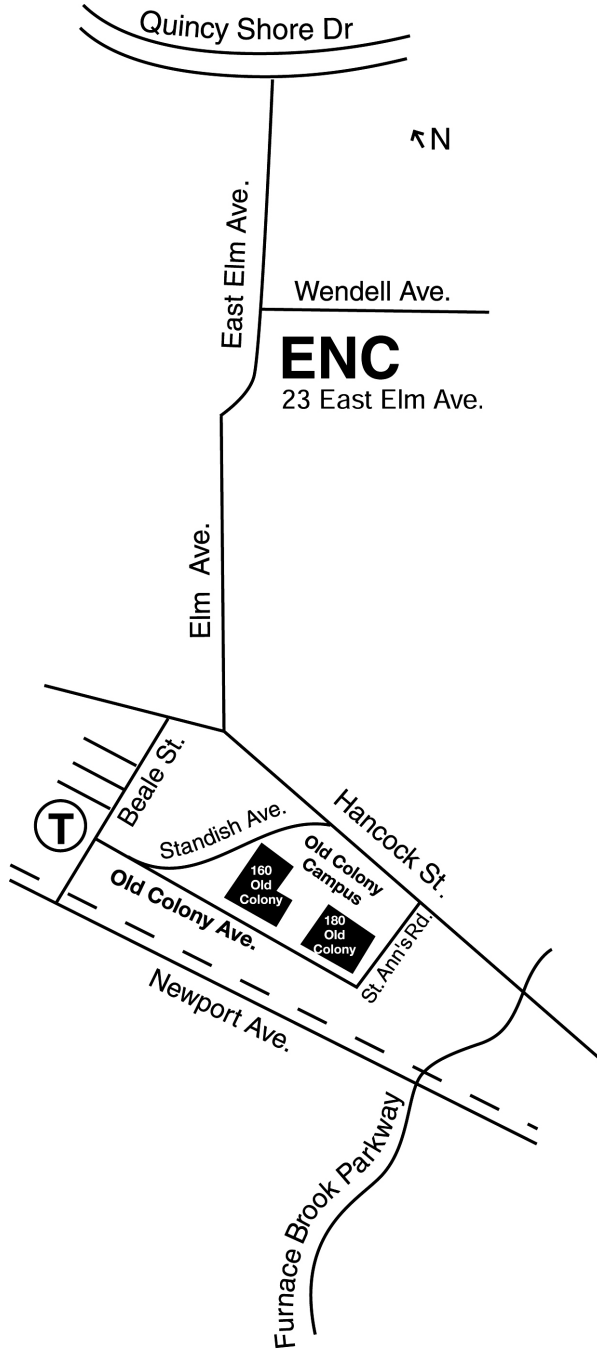 Quincy Shore Dr
N
East Elm Ave.
Wendell Ave.
ENC
23 East Elm Ave.
Elm Ave.
Beale St.
T
Standish Ave.
Hancock St.
Old Colony
Campus
160
Old
Colony
180
Old
Colony
Old Colony Ave.
St. Ann's Rd.
Newport Ave.
Furnace Brook Parkway